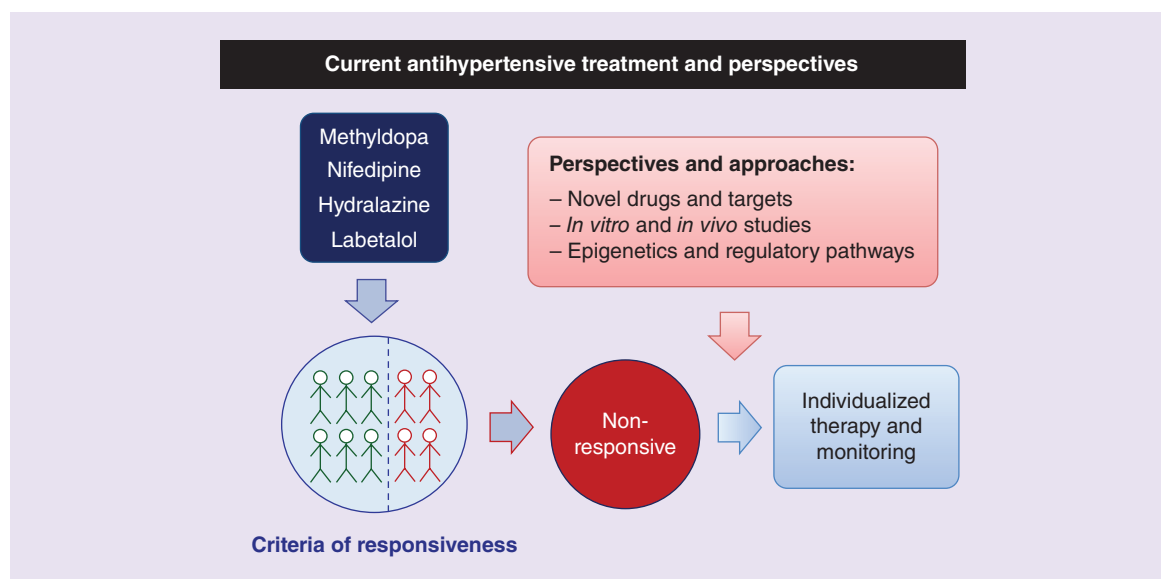 Current antihypertensive treatment and perspectives
Methyldopa
Nifedipine
Hydralazine
Labetalol
Perspectives and approaches:
– Novel drugs and targets
– In vitro and in vivo studies
– Epigenetics and regulatory pathways
Non-
responsive
Individualized
therapy and
monitoring
Criteria of responsiveness